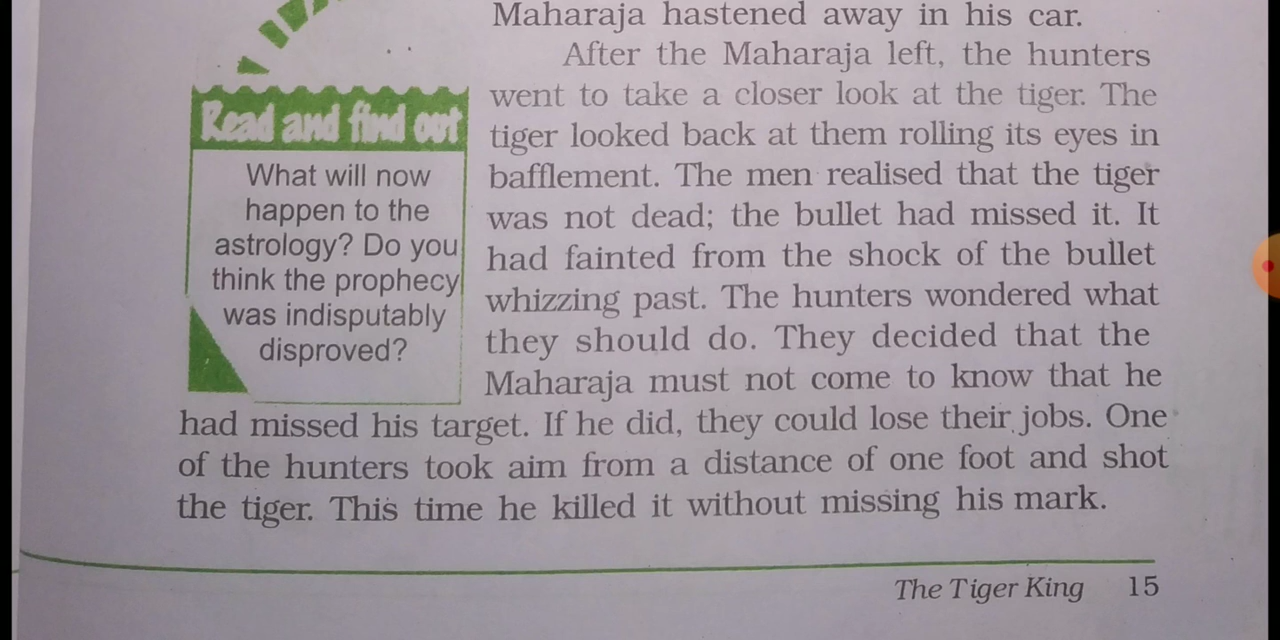 Maharaja hastened away in his car.
After the Maharaja left, the hunters
went to take a closer look at the tiger. The
tiger looked back at them rolling its eyes in
bafflement. The men realised that the tiger
was not dead; the bullet had missed it. It
had fainted from the shock of the bullet
whizzing past. The hunters wondered what
they should do. They decided that the
Maharaja must not come to know that he
had missed his target. If he did, they could lose their jobs. One
of the hunters took aim from a distance of one foot and shot
the tiger. This time he killed it without missing his mark.
Read and find out
What will now
happen to the
astrology? Do you
think the prophecy
was indisputably
disproved?
The Tiger King 15